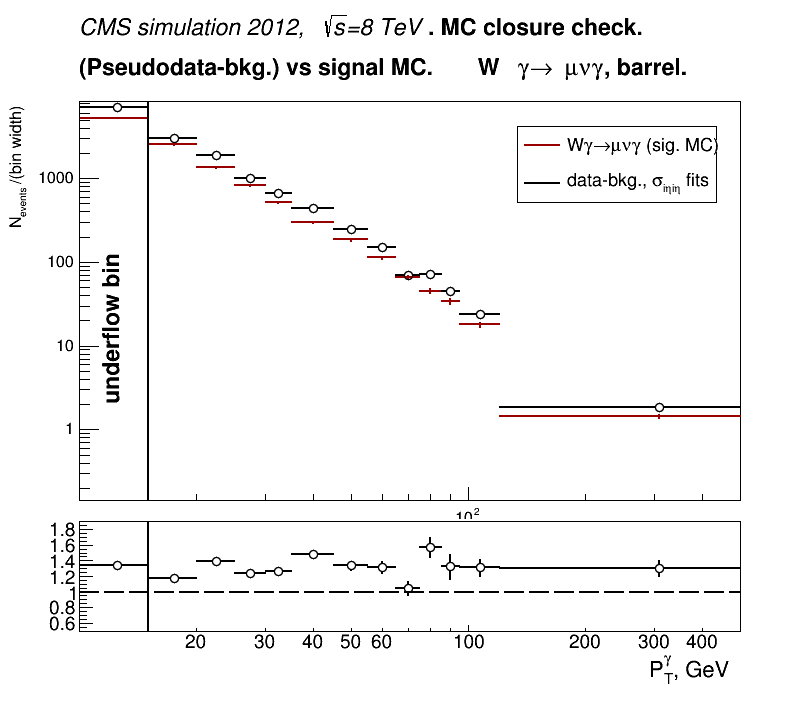 CMS simulation 2012, √s=8 TeV . MC closure check.
(Pseudodata-bkg.) vs signal MC. W γ→ μνγ, barrel.
N_events /(bin width)
Wγ→μνγ (sig. MC)
data-bkg., σ_iηiη fits
1000
100
10
1
underflow bin
10²
1.8
1.6
1.4
1.2
1
0.8
0.6
20 30 40 50 60 100 200 300 400
P_T^γ, GeV